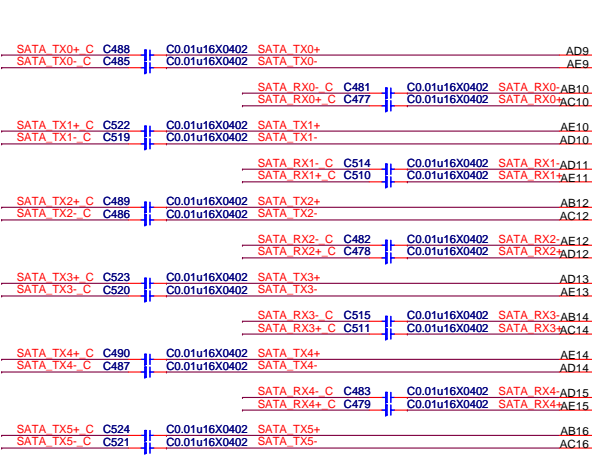 SATA_TX0+_C C488 C0.01u16X0402 SATA_TX0+ AD9
SATA_TX0-_C C485 C0.01u16X0402 SATA_TX0- AE9
SATA_RX0-_C C481 C0.01u16X0402 SATA_RX0- AB10
SATA_RX0+_C C477 C0.01u16X0402 SATA_RX0+ AC10
SATA_TX1+_C C522 C0.01u16X0402 SATA_TX1+ AE10
SATA_TX1-_C C519 C0.01u16X0402 SATA_TX1- AD10
SATA_RX1-_C C514 C0.01u16X0402 SATA_RX1- AD11
SATA_RX1+_C C510 C0.01u16X0402 SATA_RX1+ AE11
SATA_TX2+_C C489 C0.01u16X0402 SATA_TX2+ AB12
SATA_TX2-_C C486 C0.01u16X0402 SATA_TX2- AC12
SATA_RX2-_C C482 C0.01u16X0402 SATA_RX2- AE12
SATA_RX2+_C C478 C0.01u16X0402 SATA_RX2+ AD12
SATA_TX3+_C C523 C0.01u16X0402 SATA_TX3+ AD13
SATA_TX3-_C C520 C0.01u16X0402 SATA_TX3- AE13
SATA_RX3-_C C515 C0.01u16X0402 SATA_RX3- AB14
SATA_RX3+_C C511 C0.01u16X0402 SATA_RX3+ AC14
SATA_TX4+_C C490 C0.01u16X0402 SATA_TX4+ AE14
SATA_TX4-_C C487 C0.01u16X0402 SATA_TX4- AD14
SATA_RX4-_C C483 C0.01u16X0402 SATA_RX4- AD15
SATA_RX4+_C C479 C0.01u16X0402 SATA_RX4+ AE15
SATA_TX5+_C C524 C0.01u16X0402 SATA_TX5+ AB16
SATA_TX5-_C C521 C0.01u16X0402 SATA_TX5- AC16